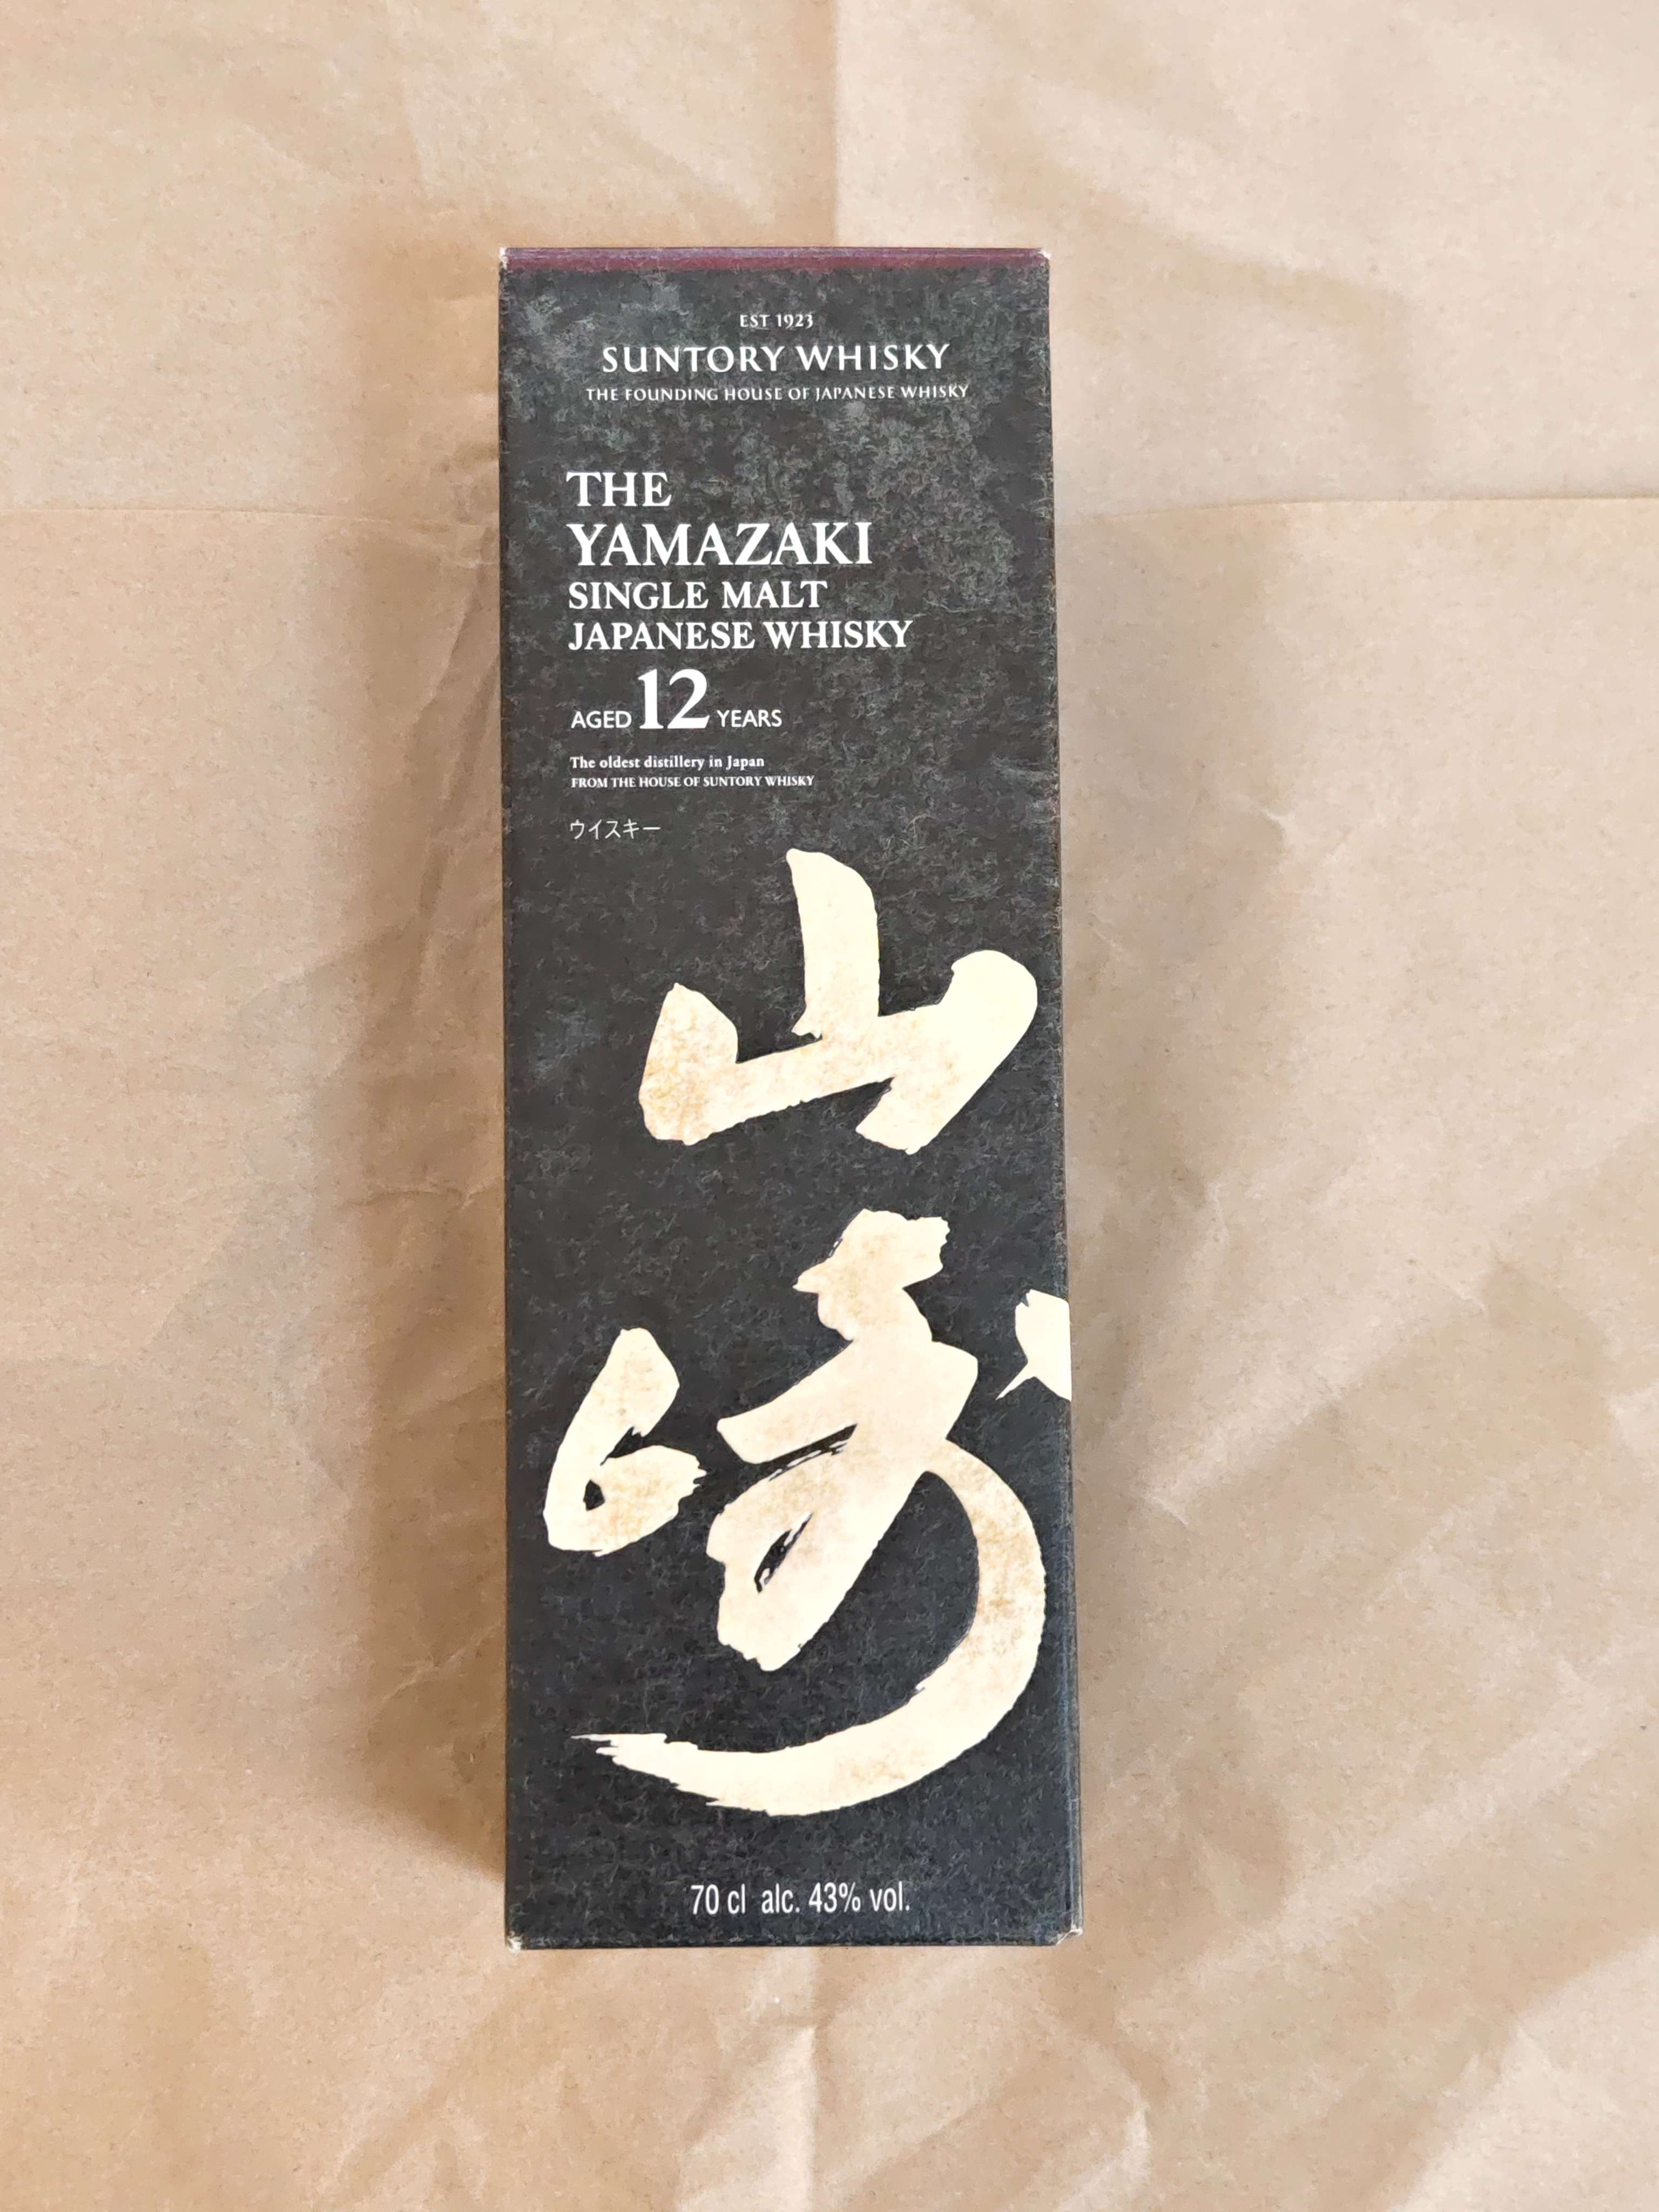 EST 1923
SUNTORY WHISKY
THE FOUNDING HOUSE OF JAPANESE WHISKY
THE
YAMAZAKI
SINGLE MALT
JAPANESE WHISKY
AGED 12 YEARS
The oldest distillery in Japan
FROM THE HOUSE OF SUNTORY WHISKY
ウイスキー
山
崎
70 cl alc. 43% vol.